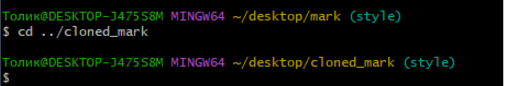 Толик@DESKTOP-J475S8M MINGW64 ~/desktop/mark (style)
$ cd ../cloned_mark
Толик@DESKTOP-J475S8M MINGW64 ~/desktop/cloned_mark (style)
$